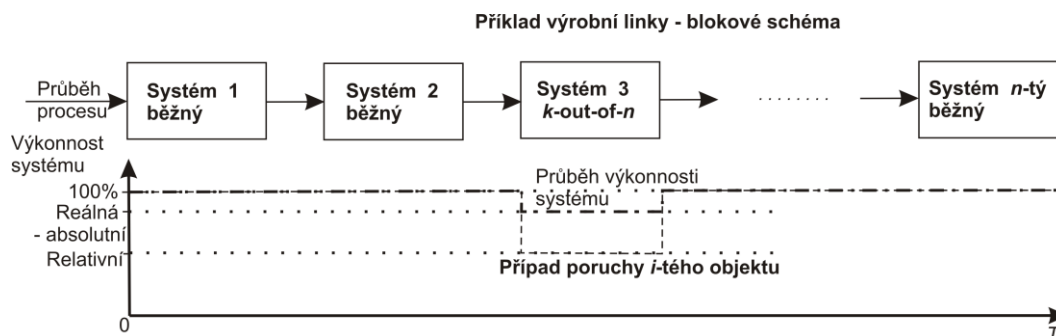 Příklad výrobní linky - blokové schéma
Průběh
procesu
Systém 1
běžný
Systém 2
běžný
Systém 3
k-out-of-n
Systém n-tý
běžný
Výkonnost
systému
100%
Reálná
- absolutní
Relativní
Průběh výkonnosti
systému
Případ poruchy i-tého objektu
0